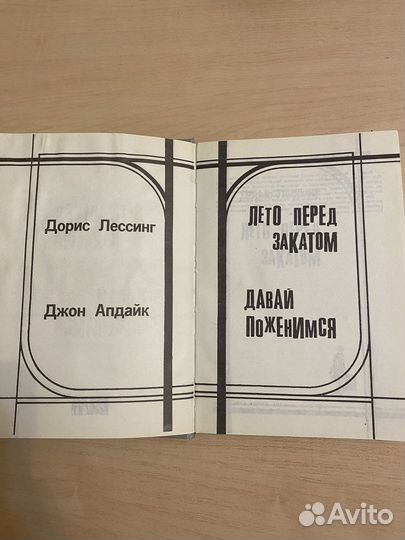 Дорис Лессинг
Джон Апдайк
ЛЕТО ПЕРЕД
ЗАКАТОМ
ДАВАЙ
ПОЖЕНИМСЯ
Avito